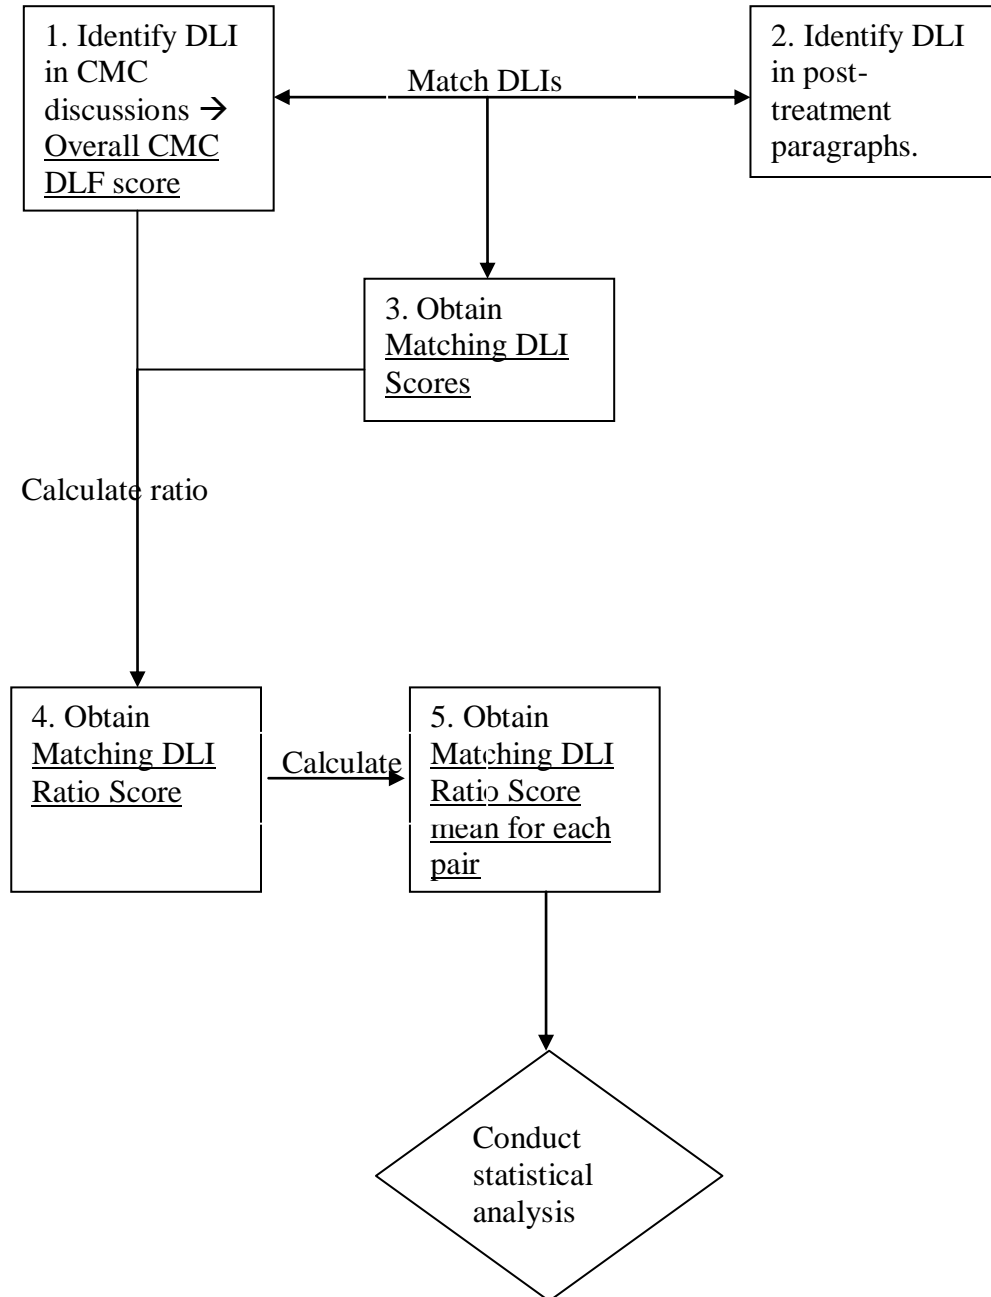 1. Identify DLI
in CMC
discussions →
Overall CMC
DLF score
Match DLIs
2. Identify DLI
in post-
treatment
paragraphs.
3. Obtain
Matching DLI
Scores
Calculate ratio
4. Obtain
Matching DLI
Ratio Score
Calculate
5. Obtain
Matching DLI
Ratio Score
mean for each
pair
Conduct
statistical
analysis